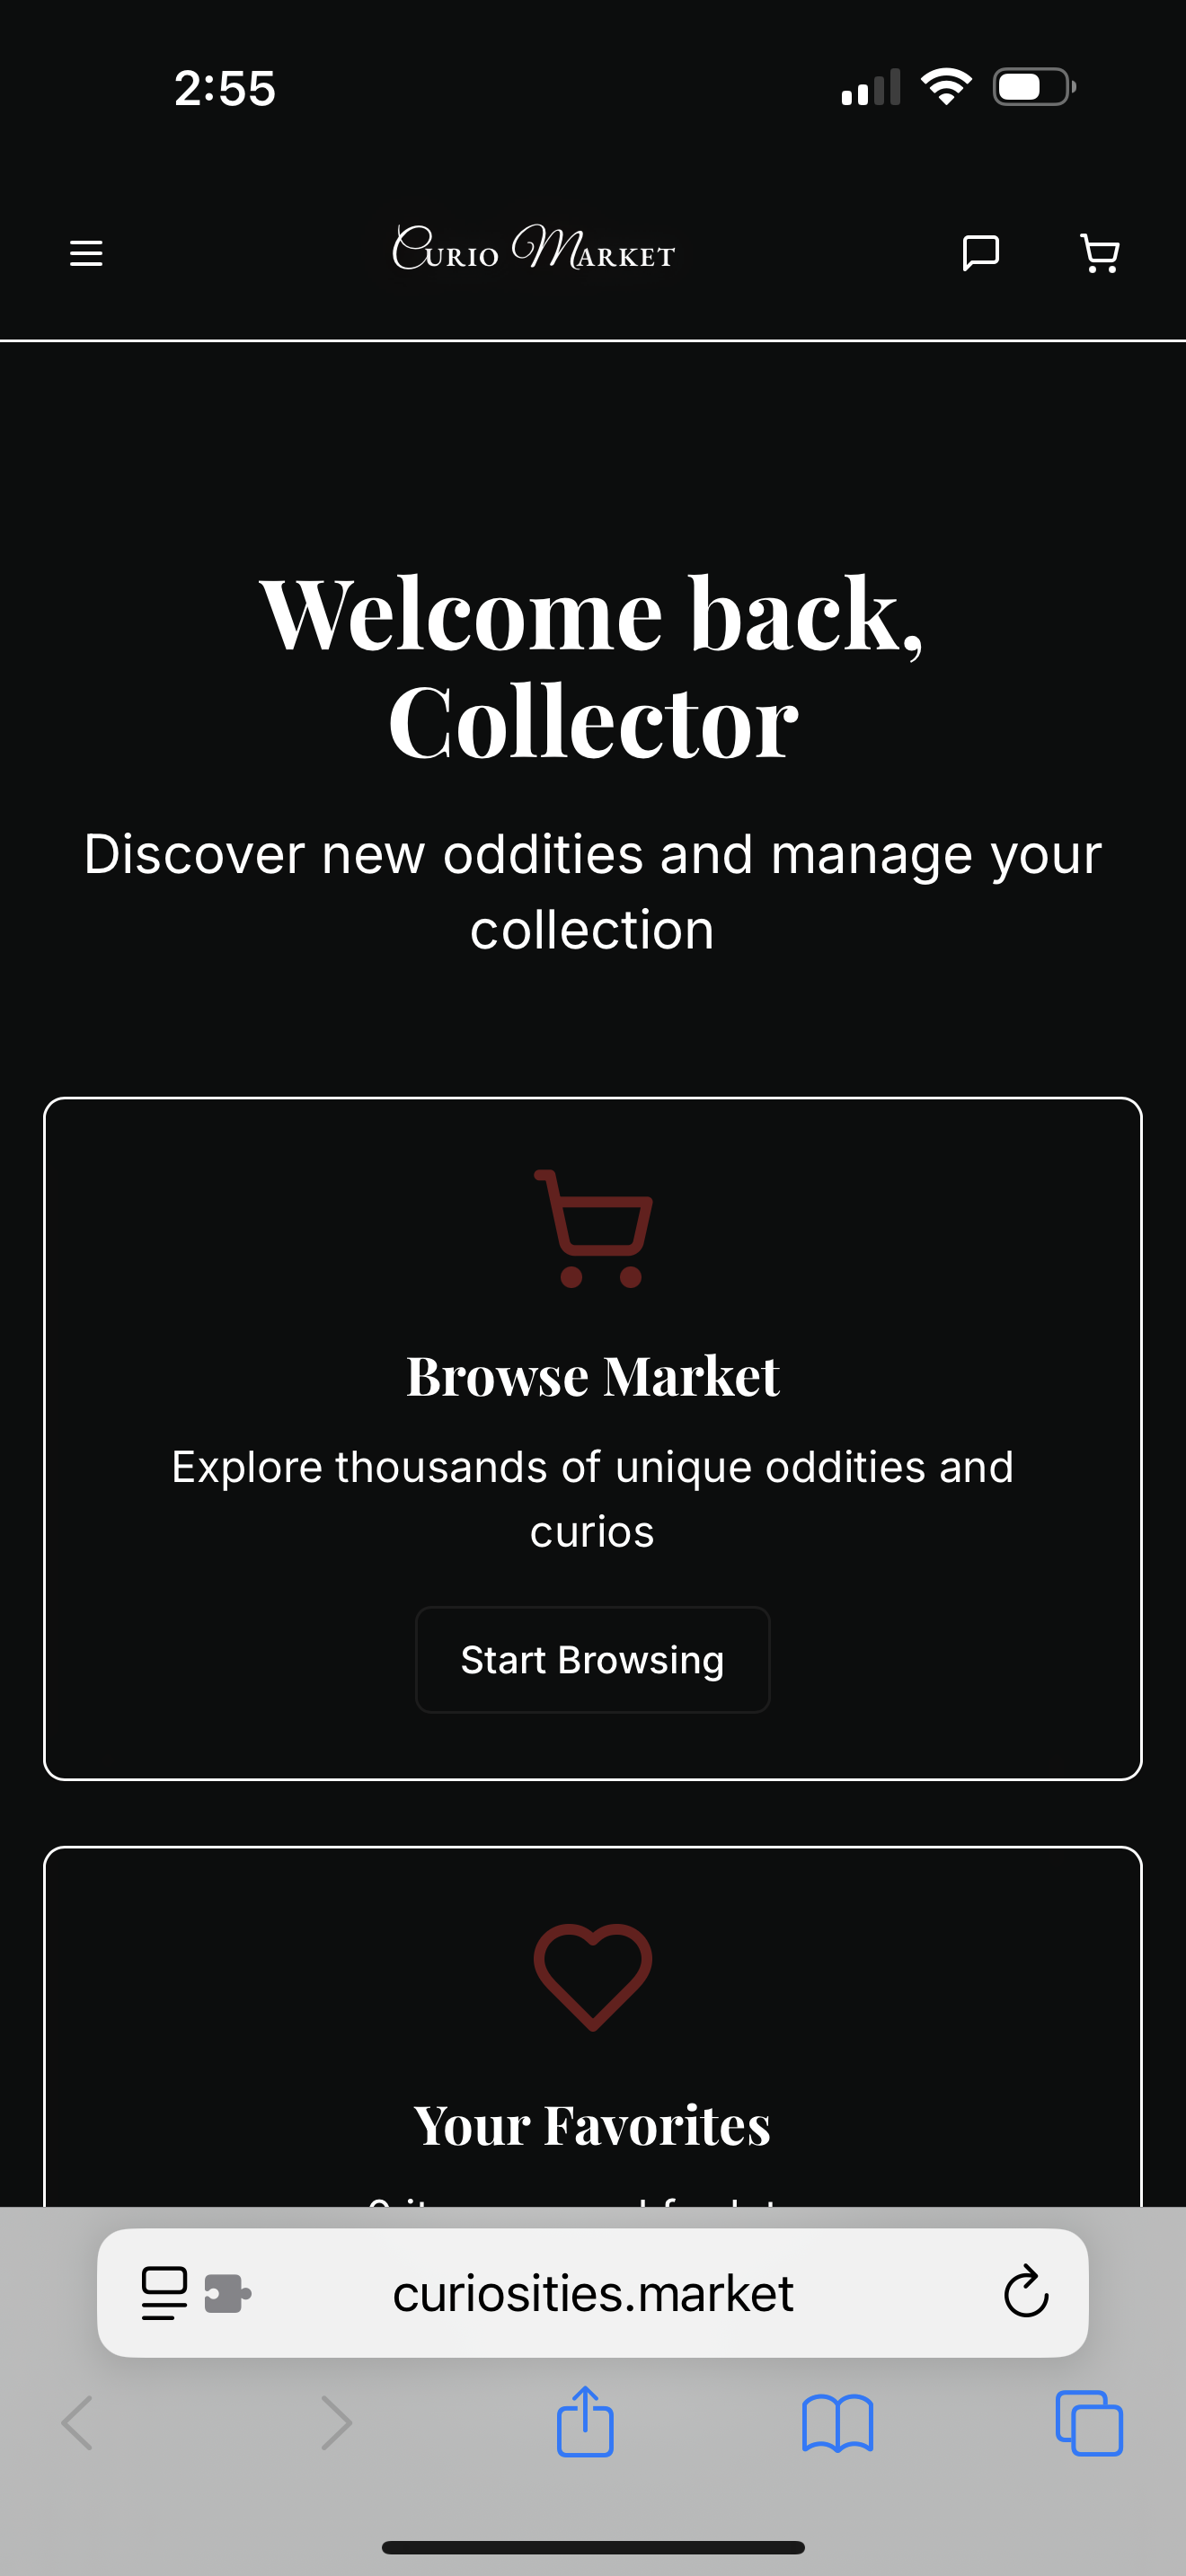 2:55
Curio Market
Welcome back,
Collector
Discover new oddities and manage your
collection
Browse Market
Explore thousands of unique oddities and
curios
Start Browsing
Your Favorites
curiosities.market